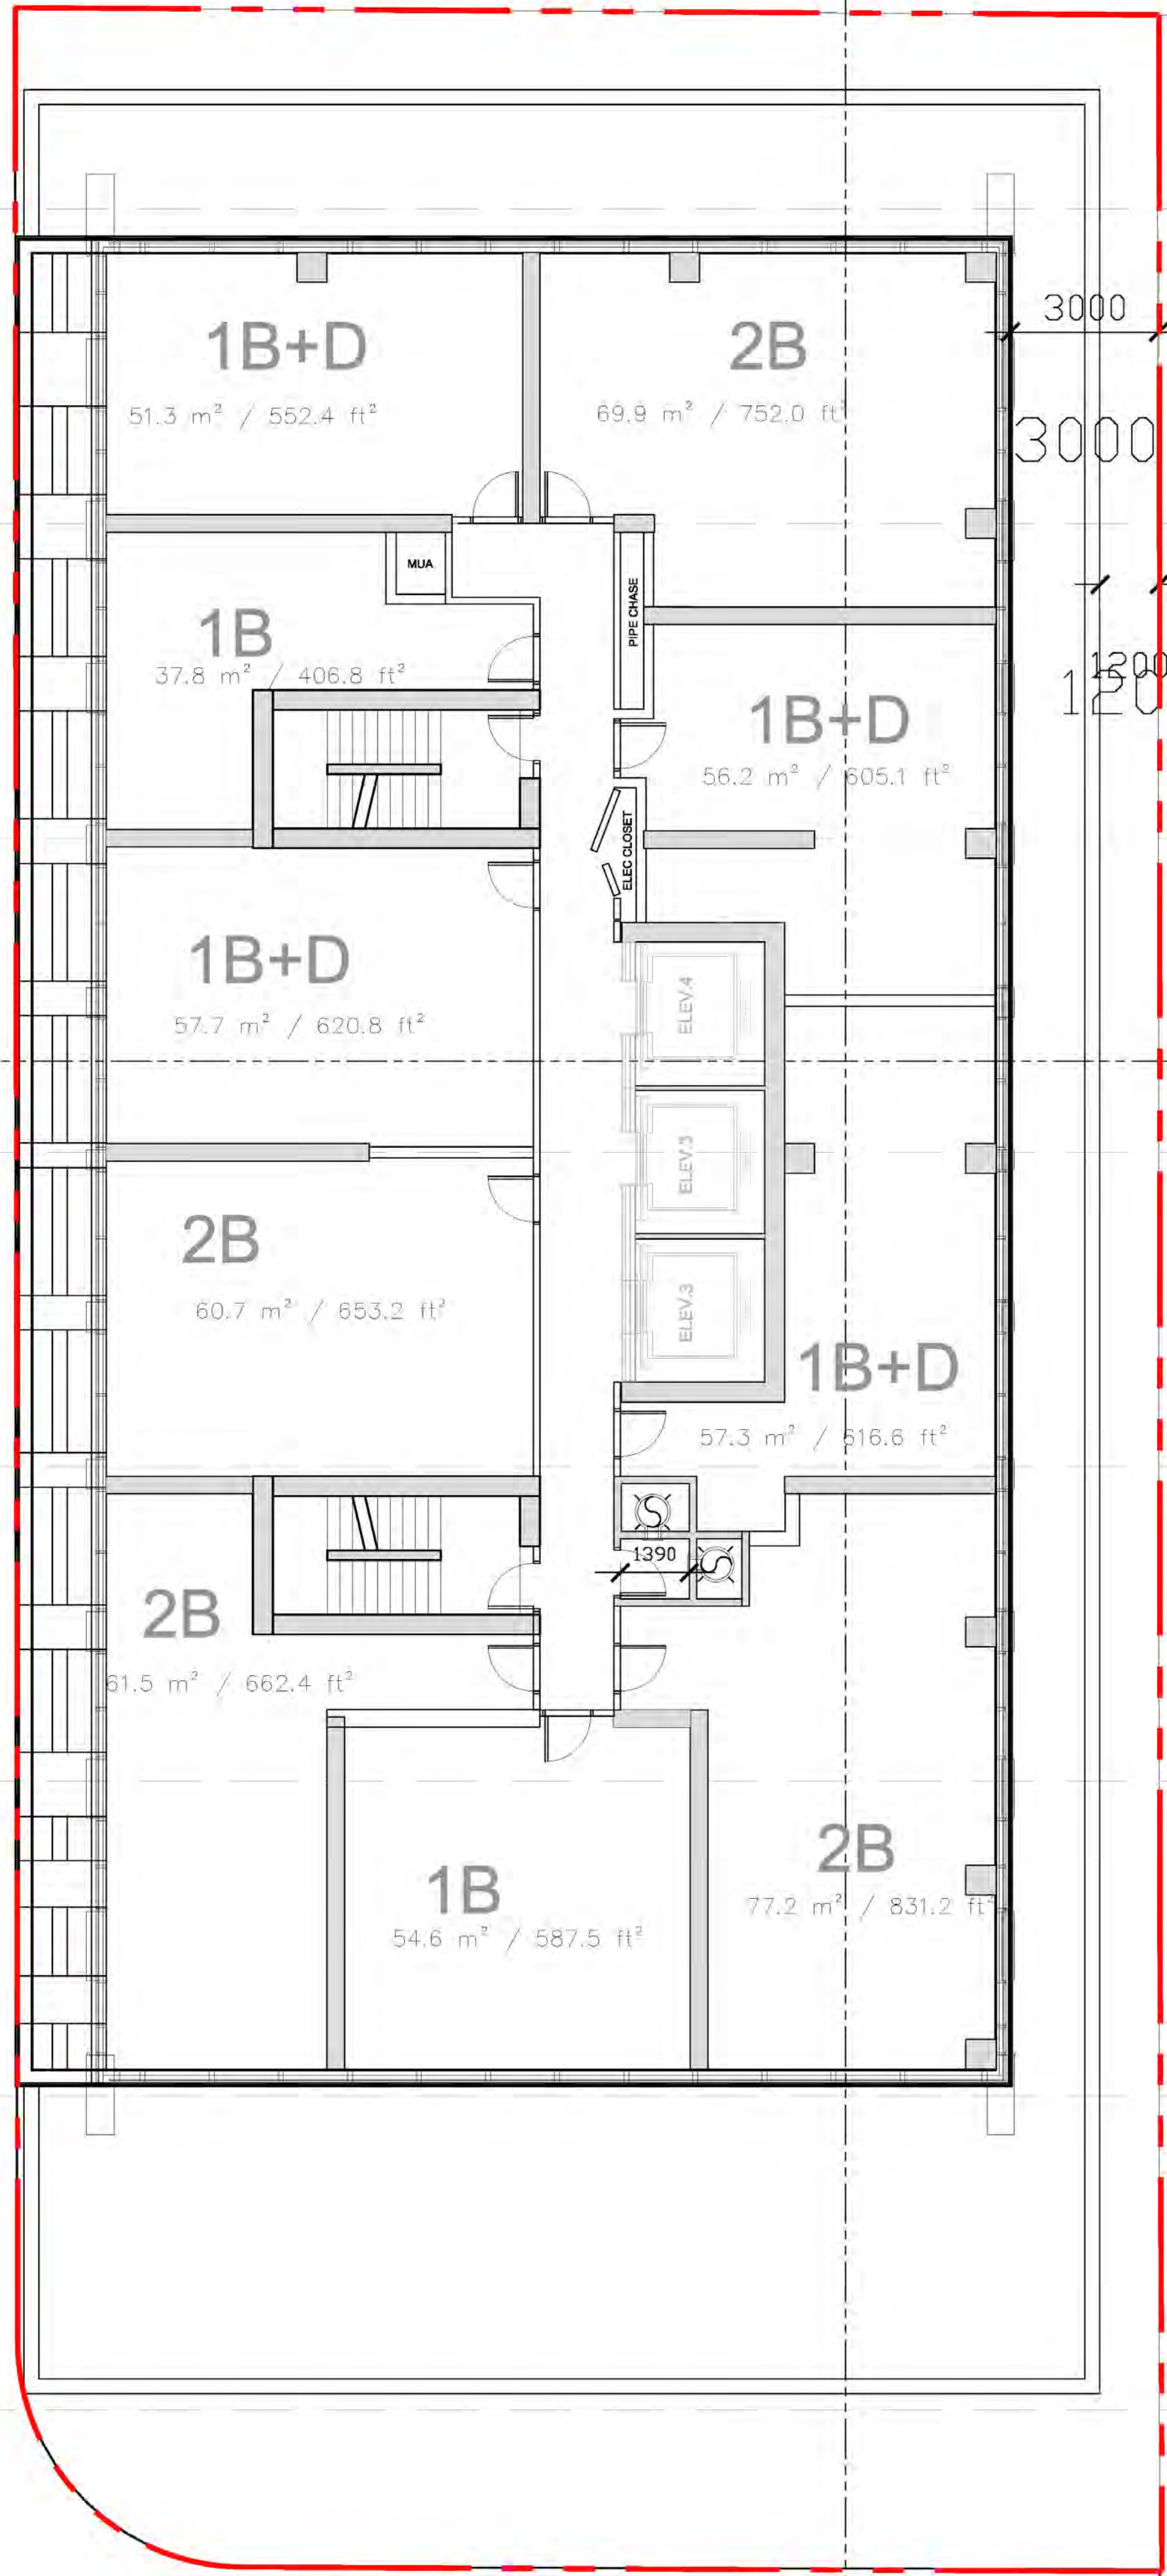 3000
1B+D
2B
51.3 m² / 552.4 ft²
69.9 m² / 752.0 ft²
3000
MUA
PIPE CHASE
1B
37.8 m² / 406.8 ft²
1200
120
1B+D
56.2 m² / 605.1 ft²
ELEC CLOSET
1B+D
57.7 m² / 620.8 ft²
ELEV.4
ELEV.3
2B
60.7 m² / 653.2 ft²
ELEV.3
1B+D
57.3 m² / 616.6 ft²
1390
2B
61.5 m² / 662.4 ft²
2B
1B
77.2 m² / 831.2 ft²
54.6 m² / 587.5 ft²